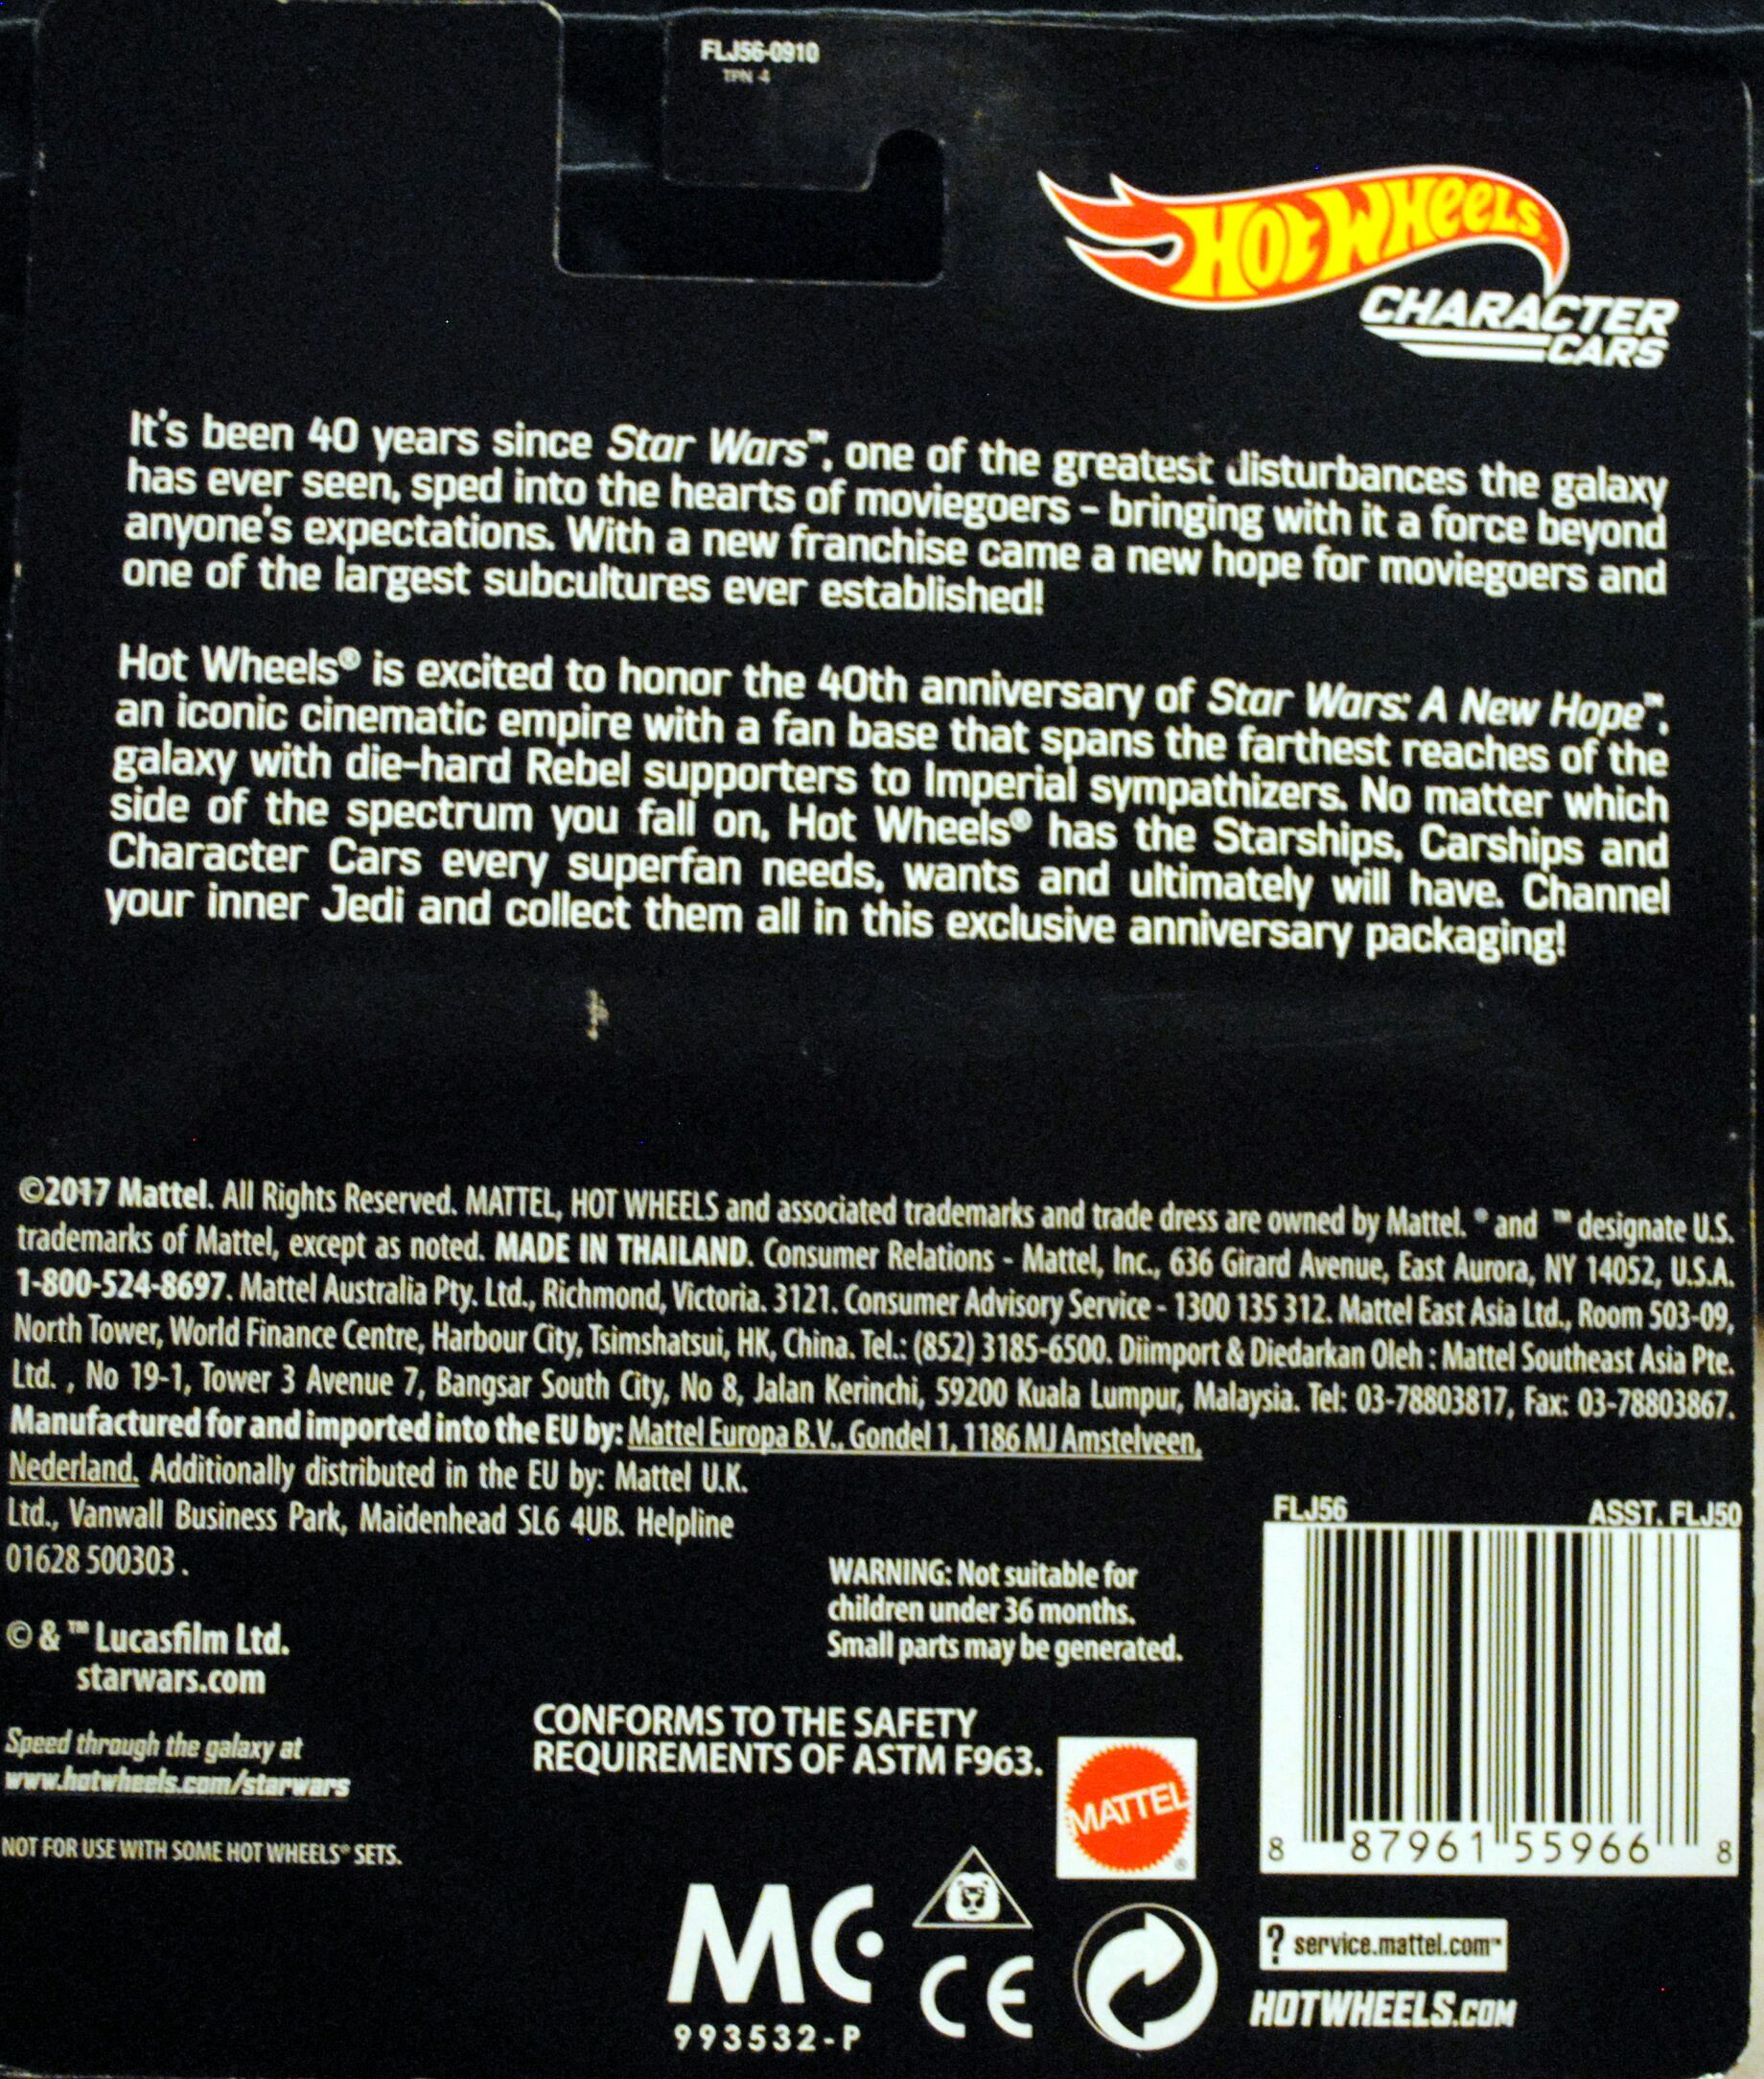 FLJ56-0910
TPN 4
HOT WHEELS
CHARACTER
CARS
It's been 40 years since Star Wars™, one of the greatest disturbances the galaxy
has ever seen, sped into the hearts of moviegoers – bringing with it a force beyond
anyone's expectations. With a new franchise came a new hope for moviegoers and
one of the largest subcultures ever established!
Hot Wheels® is excited to honor the 40th anniversary of Star Wars: A New Hope™,
an iconic cinematic empire with a fan base that spans the farthest reaches of the
galaxy with die-hard Rebel supporters to Imperial sympathizers. No matter which
side of the spectrum you fall on, Hot Wheels® has the Starships, Carships and
Character Cars every superfan needs, wants and ultimately will have. Channel
your inner Jedi and collect them all in this exclusive anniversary packaging!
©2017 Mattel. All Rights Reserved. MATTEL, HOT WHEELS and associated trademarks and trade dress are owned by Mattel. ® and ™ designate U.S.
trademarks of Mattel, except as noted. MADE IN THAILAND. Consumer Relations - Mattel, Inc., 636 Girard Avenue, East Aurora, NY 14052, U.S.A.
1-800-524-8697. Mattel Australia Pty. Ltd., Richmond, Victoria. 3121. Consumer Advisory Service - 1300 135 312. Mattel East Asia Ltd., Room 503-09,
North Tower, World Finance Centre, Harbour City, Tsimshatsui, HK, China. Tel.: (852) 3185-6500. Diimport & Diedarkan Oleh : Mattel Southeast Asia Pte.
Ltd. , No 19-1, Tower 3 Avenue 7, Bangsar South City, No 8, Jalan Kerinchi, 59200 Kuala Lumpur, Malaysia. Tel: 03-78803817, Fax: 03-78803867.
Manufactured for and imported into the EU by: Mattel Europa B.V., Gondel 1, 1186 MJ Amstelveen,
Nederland. Additionally distributed in the EU by: Mattel U.K.
Ltd., Vanwall Business Park, Maidenhead SL6 4UB. Helpline
01628 500303 .
© & ™ Lucasfilm Ltd.
starwars.com
Speed through the galaxy at
www.hotwheels.com/starwars
NOT FOR USE WITH SOME HOT WHEELS® SETS.
WARNING: Not suitable for
children under 36 months.
Small parts may be generated.
CONFORMS TO THE SAFETY
REQUIREMENTS OF ASTM F963.
MATTEL
®
FLJ56 ASST. FLJ50
8 87961 55966 8
MC
993532-P
CE
? service.mattel.com™
HOTWHEELS.COM